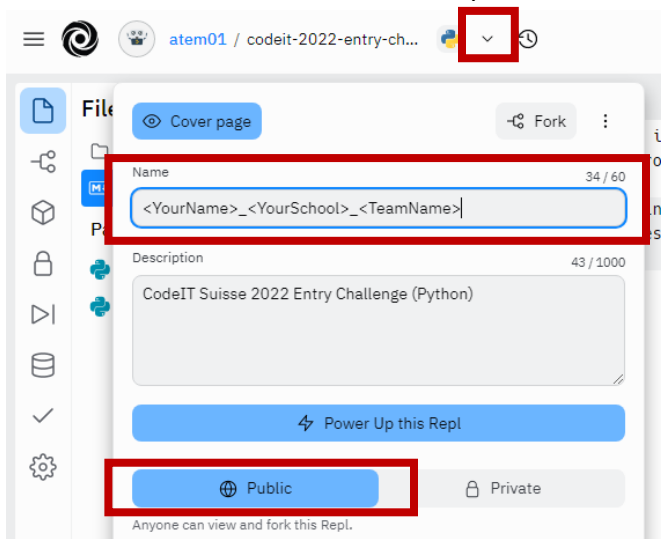 atem01 / codeit-2022-entry-ch...
File
Cover page
Fork
Name
34 / 60
<YourName>_<YourSchool>_<TeamName>
Description
43 / 1000
CodeIT Suisse 2022 Entry Challenge (Python)
Power Up this Repl
Public
Private
Anyone can view and fork this Repl.